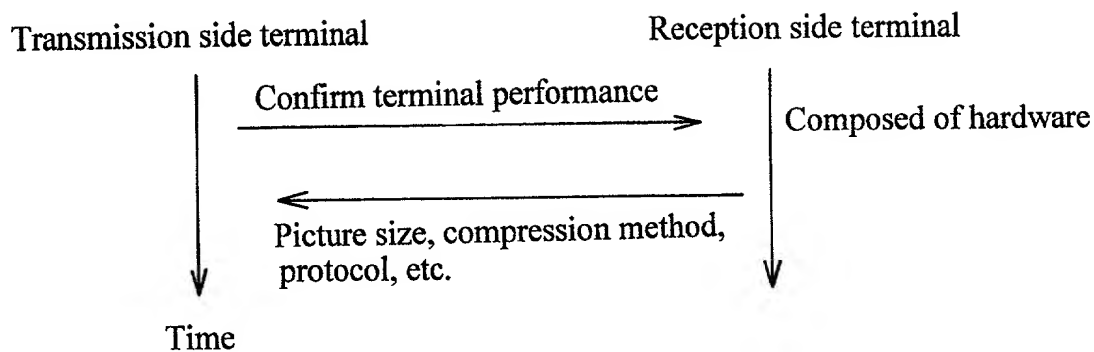 Transmission side terminal
Reception side terminal
Confirm terminal performance
Composed of hardware
Picture size, compression method,
protocol, etc.
Time